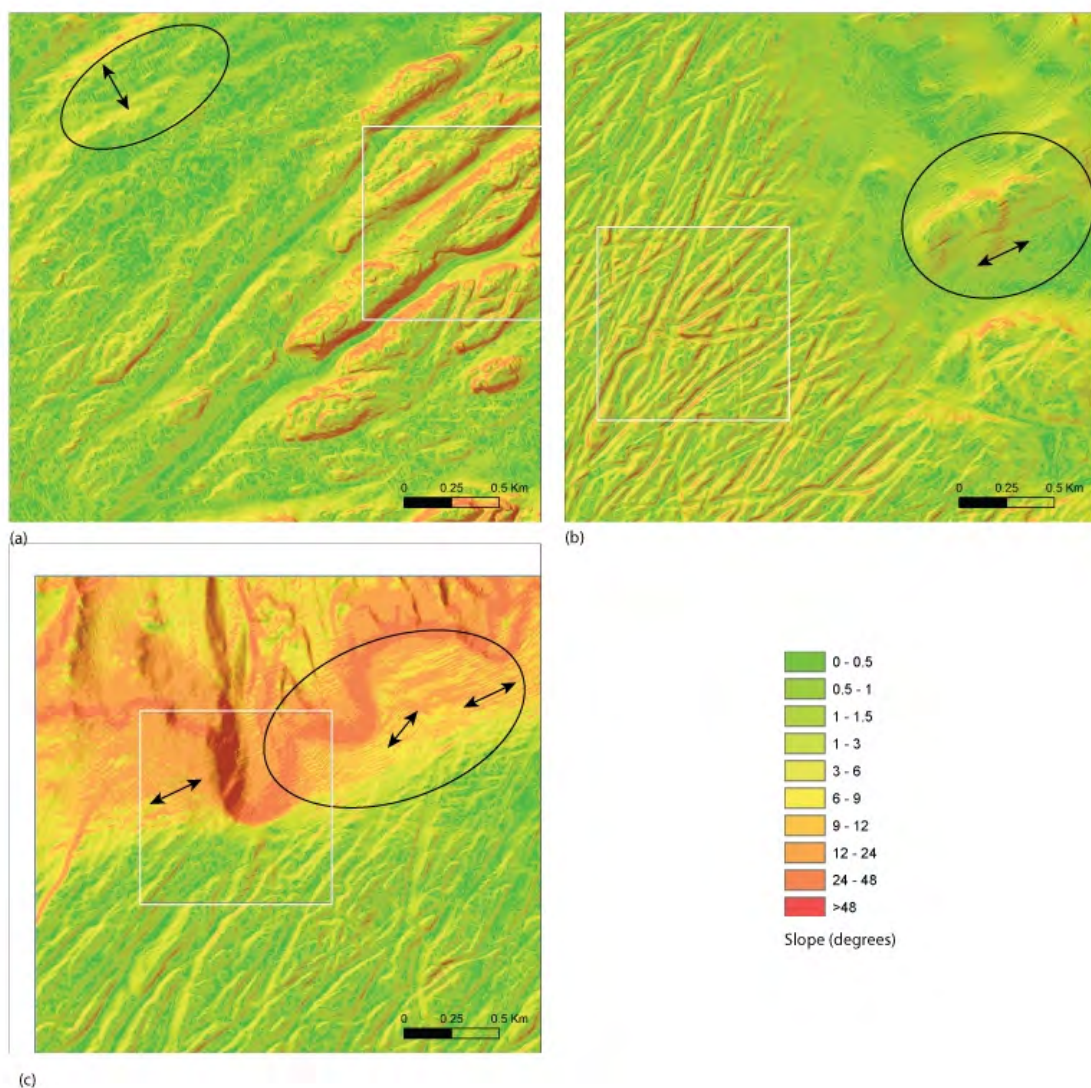 0 0.25 0.5 Km
0 0.25 0.5 Km
(a)
(b)
0 - 0.5
0.5 - 1
1 - 1.5
1 - 3
3 - 6
6 - 9
9 - 12
12 - 24
24 - 48
>48
Slope (degrees)
0 0.25 0.5 Km
(c)